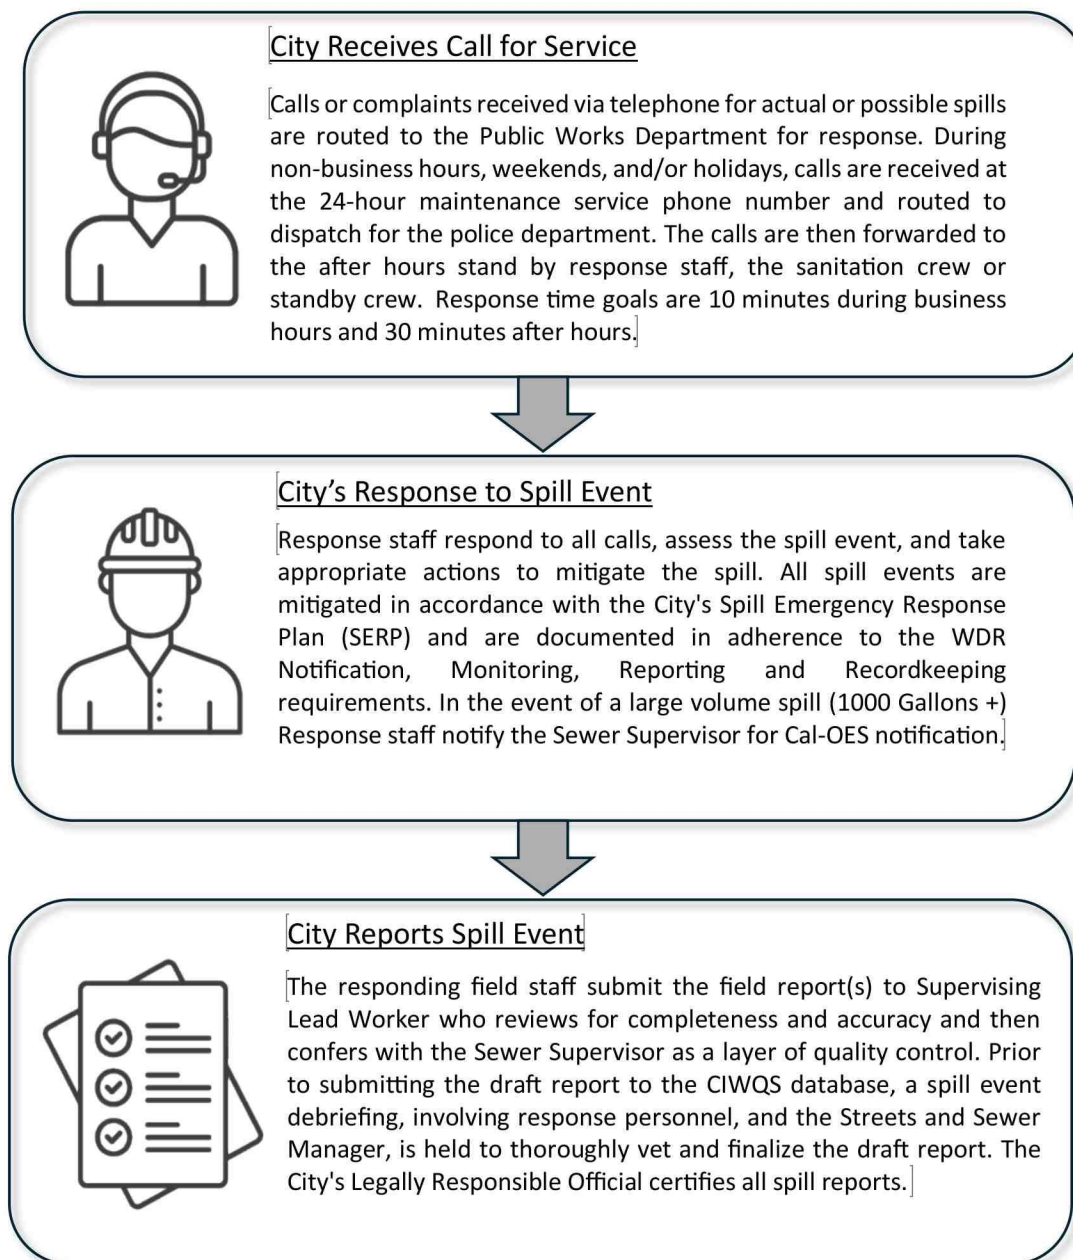 City Receives Call for Service
Calls or complaints received via telephone for actual or possible spills
are routed to the Public Works Department for response. During
non-business hours, weekends, and/or holidays, calls are received at
the 24-hour maintenance service phone number and routed to
dispatch for the police department. The calls are then forwarded to
the after hours stand by response staff, the sanitation crew or
standby crew. Response time goals are 10 minutes during business
hours and 30 minutes after hours.
City's Response to Spill Event
Response staff respond to all calls, assess the spill event, and take
appropriate actions to mitigate the spill. All spill events are
mitigated in accordance with the City's Spill Emergency Response
Plan (SERP) and are documented in adherence to the WDR
Notification, Monitoring, Reporting and Recordkeeping
requirements. In the event of a large volume spill (1000 Gallons +)
Response staff notify the Sewer Supervisor for Cal-OES notification.
City Reports Spill Event
The responding field staff submit the field report(s) to Supervising
Lead Worker who reviews for completeness and accuracy and then
confers with the Sewer Supervisor as a layer of quality control. Prior
to submitting the draft report to the CIWQS database, a spill event
debriefing, involving response personnel, and the Streets and Sewer
Manager, is held to thoroughly vet and finalize the draft report. The
City's Legally Responsible Official certifies all spill reports.